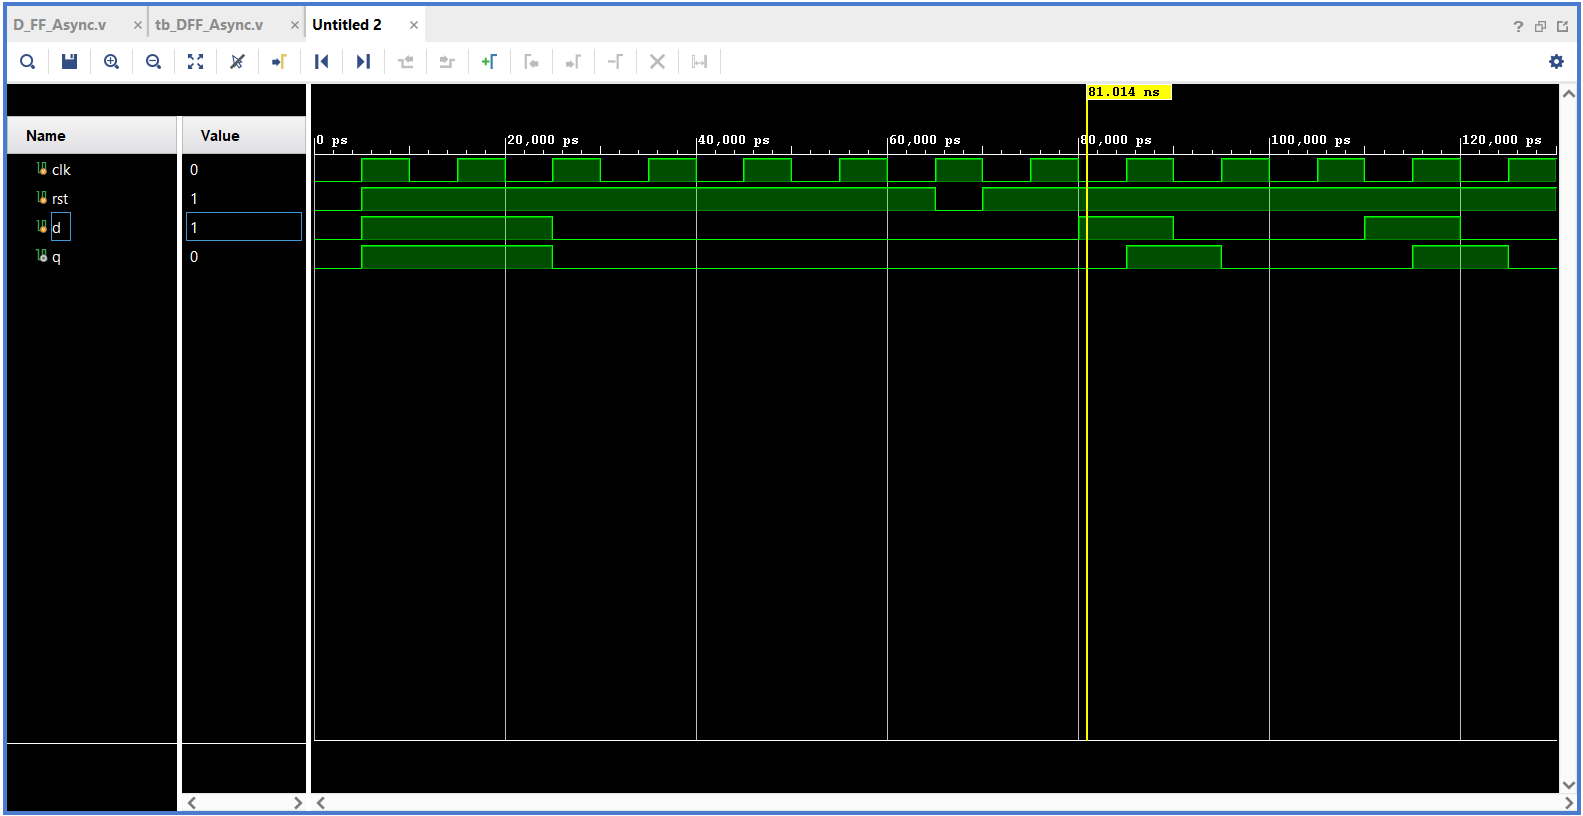 D_FF_Async.v × tb_DFF_Async.v × Untitled 2 ×
?
81.014 ns
Name Value
0 ps 20,000 ps 40,000 ps 60,000 ps 80,000 ps 100,000 ps 120,000 ps
clk 0
rst 1
d 1
q 0